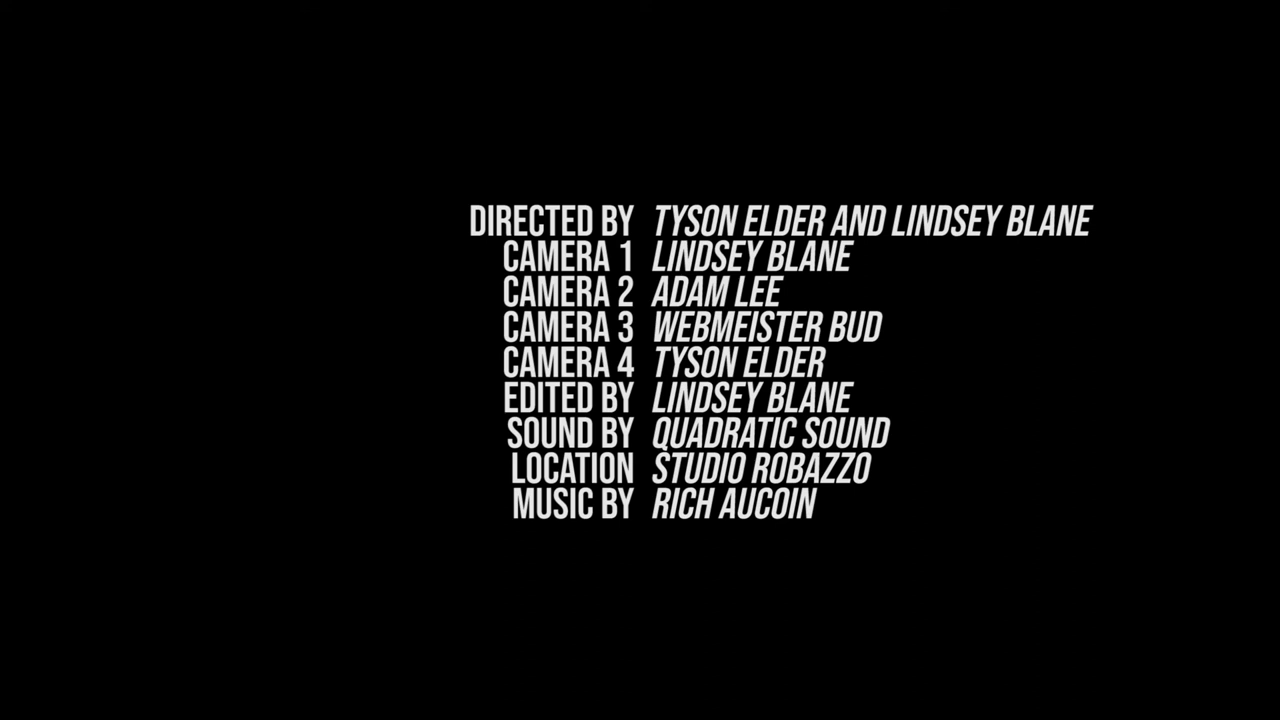 DIRECTED BY TYSON ELDER AND LINDSEY BLANE
CAMERA 1 LINDSEY BLANE
CAMERA 2 ADAM LEE
CAMERA 3 WEBMEISTER BUD
CAMERA 4 TYSON ELDER
EDITED BY LINDSEY BLANE
SOUND BY QUADRATIC SOUND
LOCATION STUDIO ROBAZZO
MUSIC BY RICH AUCOIN